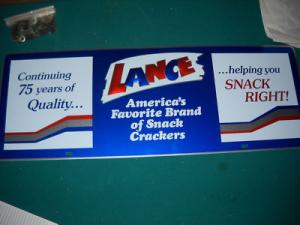 Continuing
75 years of
Quality...
LANCE
America's
Favorite Brand
of Snack
Crackers
...helping you
SNACK
RIGHT!